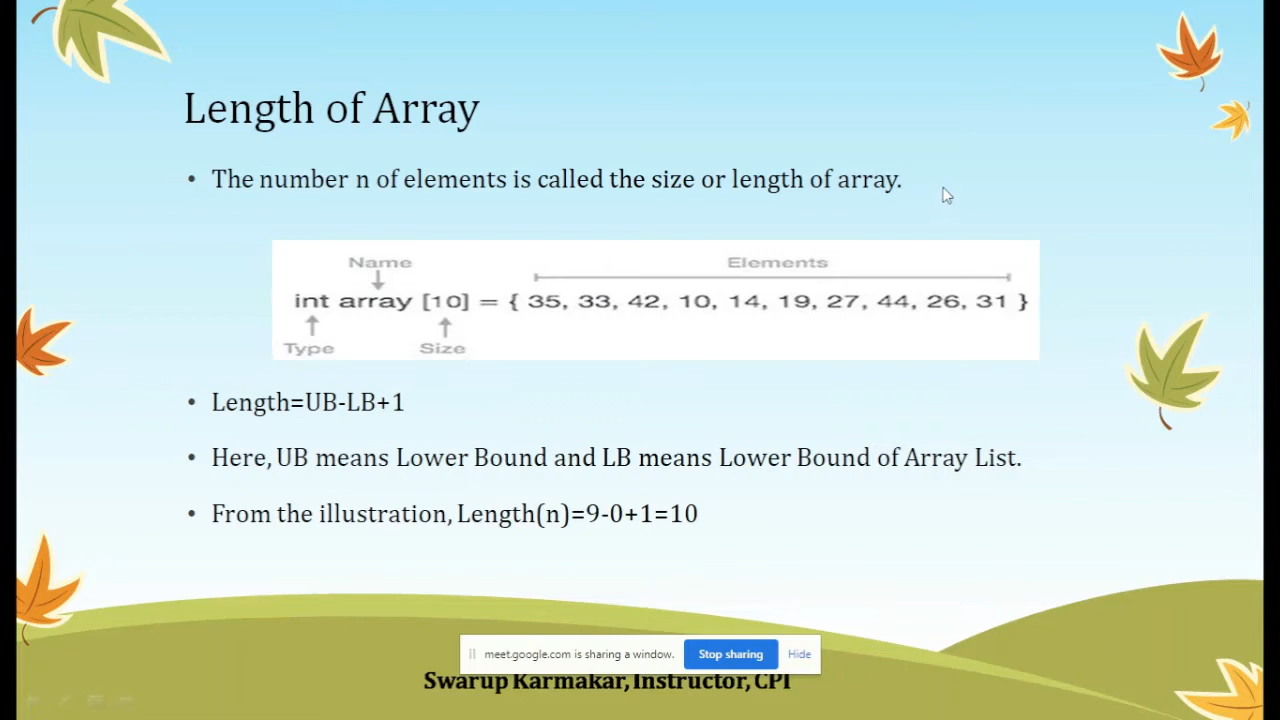 Length of Array
• The number n of elements is called the size or length of array.
Name
Elements
int array [10] = { 35, 33, 42, 10, 14, 19, 27, 44, 26, 31 }
Type
Size
• Length=UB-LB+1
• Here, UB means Lower Bound and LB means Lower Bound of Array List.
• From the illustration, Length(n)=9-0+1=10
meet.google.com is sharing a window.
Stop sharing
Hide
Swarup Karmakar, Instructor, CPI